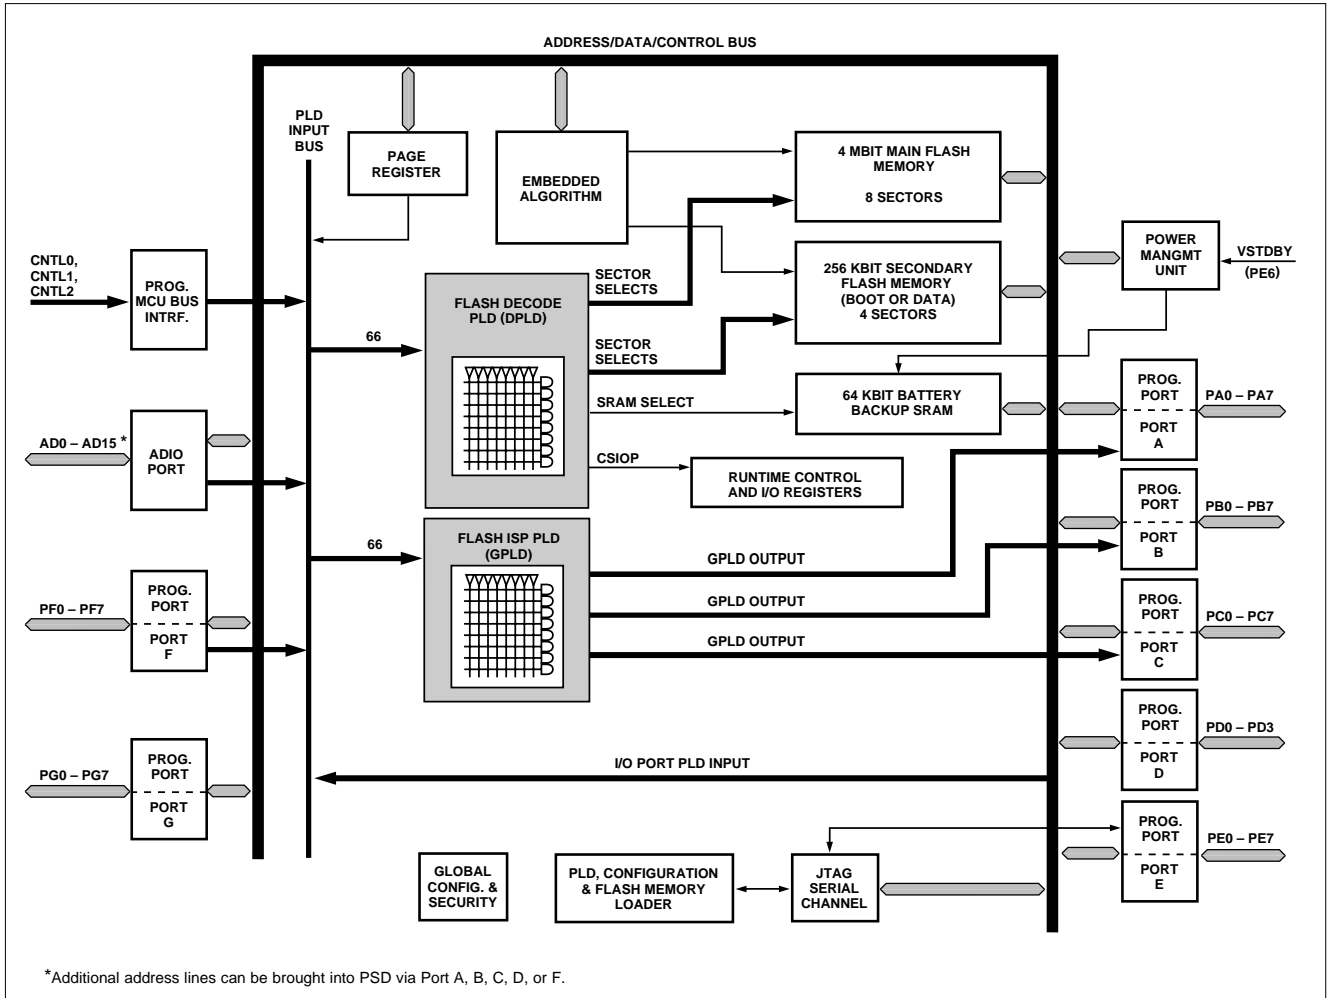 ADDRESS/DATA/CONTROL BUS
PLD
INPUT
BUS
PAGE
REGISTER
EMBEDDED
ALGORITHM
4 MBIT MAIN FLASH
MEMORY
8 SECTORS
POWER
MANGMT
UNIT
VSTDBY
(PE6)
CNTL0,
CNTL1,
CNTL2
PROG.
MCU BUS
INTRF.
SECTOR
SELECTS
256 KBIT SECONDARY
FLASH MEMORY
(BOOT OR DATA)
4 SECTORS
FLASH DECODE
PLD (DPLD)
66
SECTOR
SELECTS
SRAM SELECT
64 KBIT BATTERY
BACKUP SRAM
PROG.
PORT
PORT
A
PA0 – PA7
AD0 – AD15 *
ADIO
PORT
CSIOP
RUNTIME CONTROL
AND I/O REGISTERS
PROG.
PORT
PORT
B
PB0 – PB7
66
FLASH ISP PLD
(GPLD)
GPLD OUTPUT
GPLD OUTPUT
GPLD OUTPUT
PF0 – PF7
PROG.
PORT
PORT
F
PROG.
PORT
PORT
C
PC0 – PC7
PROG.
PORT
PORT
D
PD0 – PD3
PG0 – PG7
PROG.
PORT
PORT
G
I/O PORT PLD INPUT
PROG.
PORT
PORT
E
PE0 – PE7
GLOBAL
CONFIG. &
SECURITY
PLD, CONFIGURATION
& FLASH MEMORY
LOADER
JTAG
SERIAL
CHANNEL
*Additional address lines can be brought into PSD via Port A, B, C, D, or F.